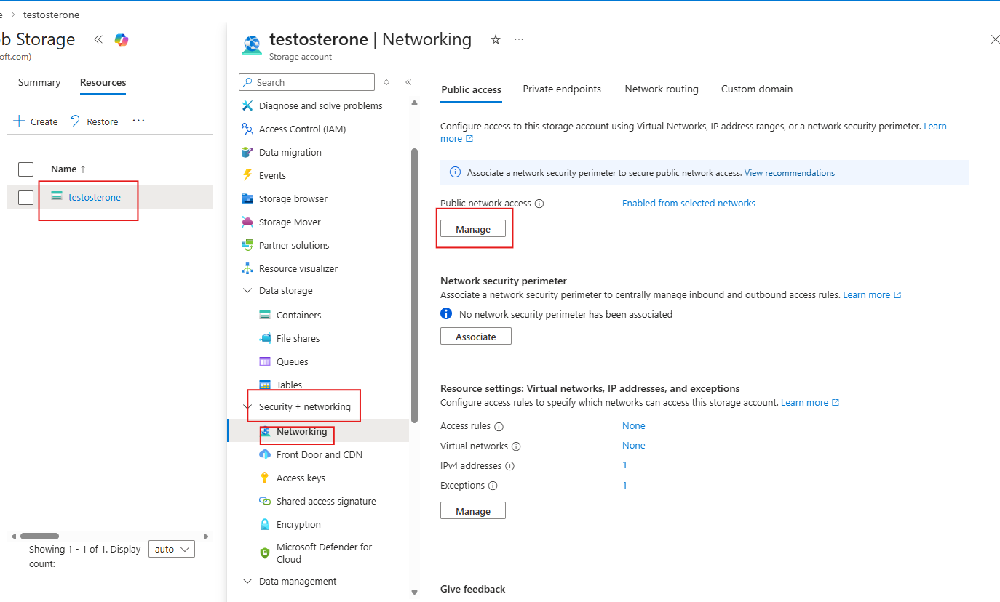 e > testosterone
b Storage
oft.com)
Summary
Resources
Create
Restore
Name ↑
testosterone
Showing 1 - 1 of 1. Display
count:
auto
testosterone | Networking
Storage account
Search
Diagnose and solve problems
Access Control (IAM)
Data migration
Events
Storage browser
Storage Mover
Partner solutions
Resource visualizer
Data storage
Containers
File shares
Queues
Tables
Security + networking
Networking
Front Door and CDN
Access keys
Shared access signature
Encryption
Microsoft Defender for
Cloud
Data management
Public access
Private endpoints
Network routing
Custom domain
Configure access to this storage account using Virtual Networks, IP address ranges, or a network security perimeter. Learn
more
Associate a network security perimeter to secure public network access. View recommendations
Public network access
Enabled from selected networks
Manage
Network security perimeter
Associate a network security perimeter to centrally manage inbound and outbound access rules. Learn more
No network security perimeter has been associated
Associate
Resource settings: Virtual networks, IP addresses, and exceptions
Configure access rules to specify which networks can access this storage account. Learn more
Access rules
None
Virtual networks
None
IPv4 addresses
1
Exceptions
1
Manage
Give feedback